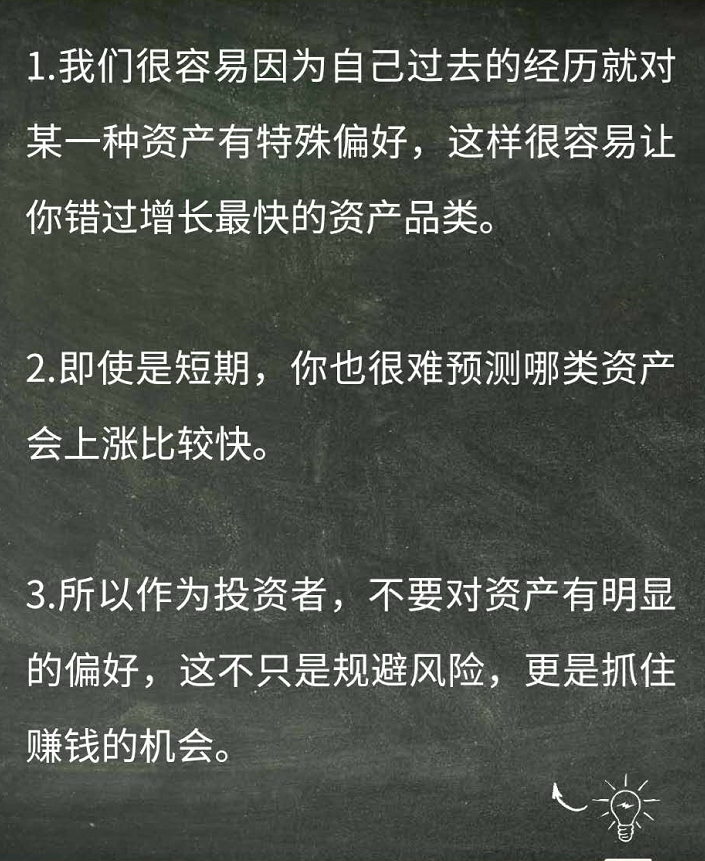 1.我们很容易因为自己过去的经历就对
某一种资产有特殊偏好，这样很容易让
你错过增长最快的资产品类。
2.即使是短期，你也很难预测哪类资产
会上涨比较快。
3.所以作为投资者，不要对资产有明显
的偏好，这不只是规避风险，更是抓住
赚钱的机会。